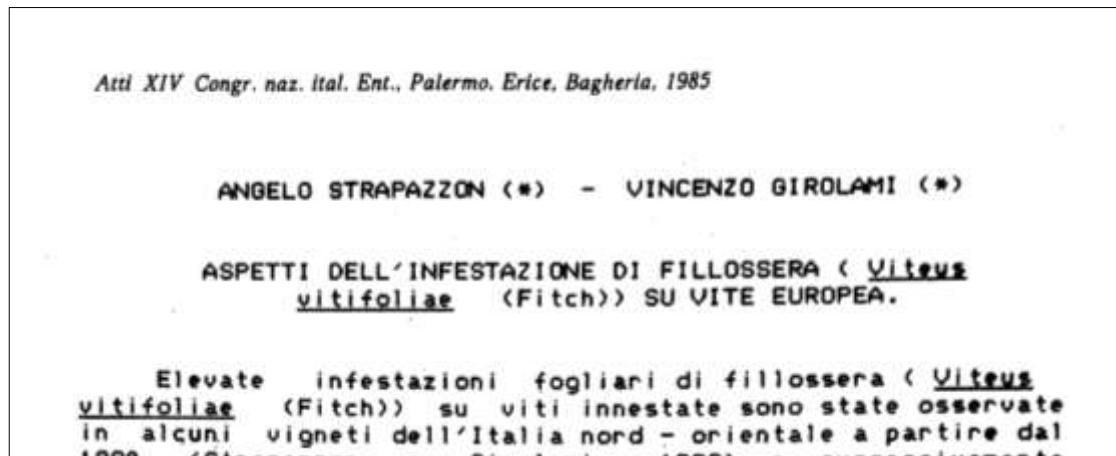 Atti XIV Congr. naz. ital. Ent., Palermo. Erice, Bagheria, 1985
ANGELO STRAPAZZON (*) - VINCENZO GIROLAMI (*)
ASPETTI DELL'INFESTAZIONE DI FILLOSSERA ( Viteus
vitifoliae (Fitch)) SU VITE EUROPEA.
Elevate infestazioni fogliari di fillossera ( Viteus
vitifoliae (Fitch)) su viti innestate sono state osservate
in alcuni vigneti dell'Italia nord - orientale a partire dal